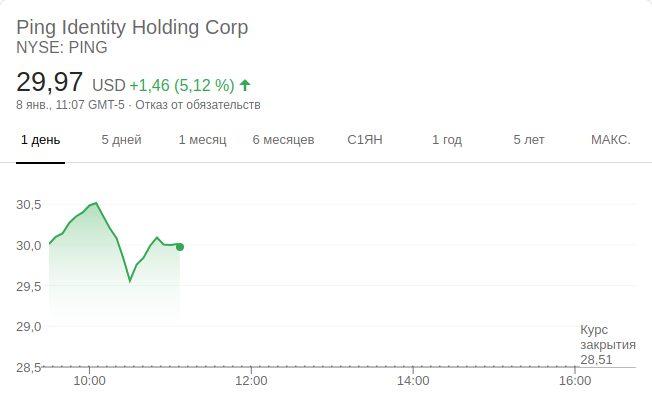 Ping Identity Holding Corp
NYSE: PING
29,97 USD +1,46 (5,12 %)
8 янв., 11:07 GMT-5 · Отказ от обязательств
1 день 5 дней 1 месяц 6 месяцев С1ЯН 1 год 5 лет МАКС.
30,5
30,0
29,5
29,0
Курс
закрытия
28,51
28,5
10:00 12:00 14:00 16:00